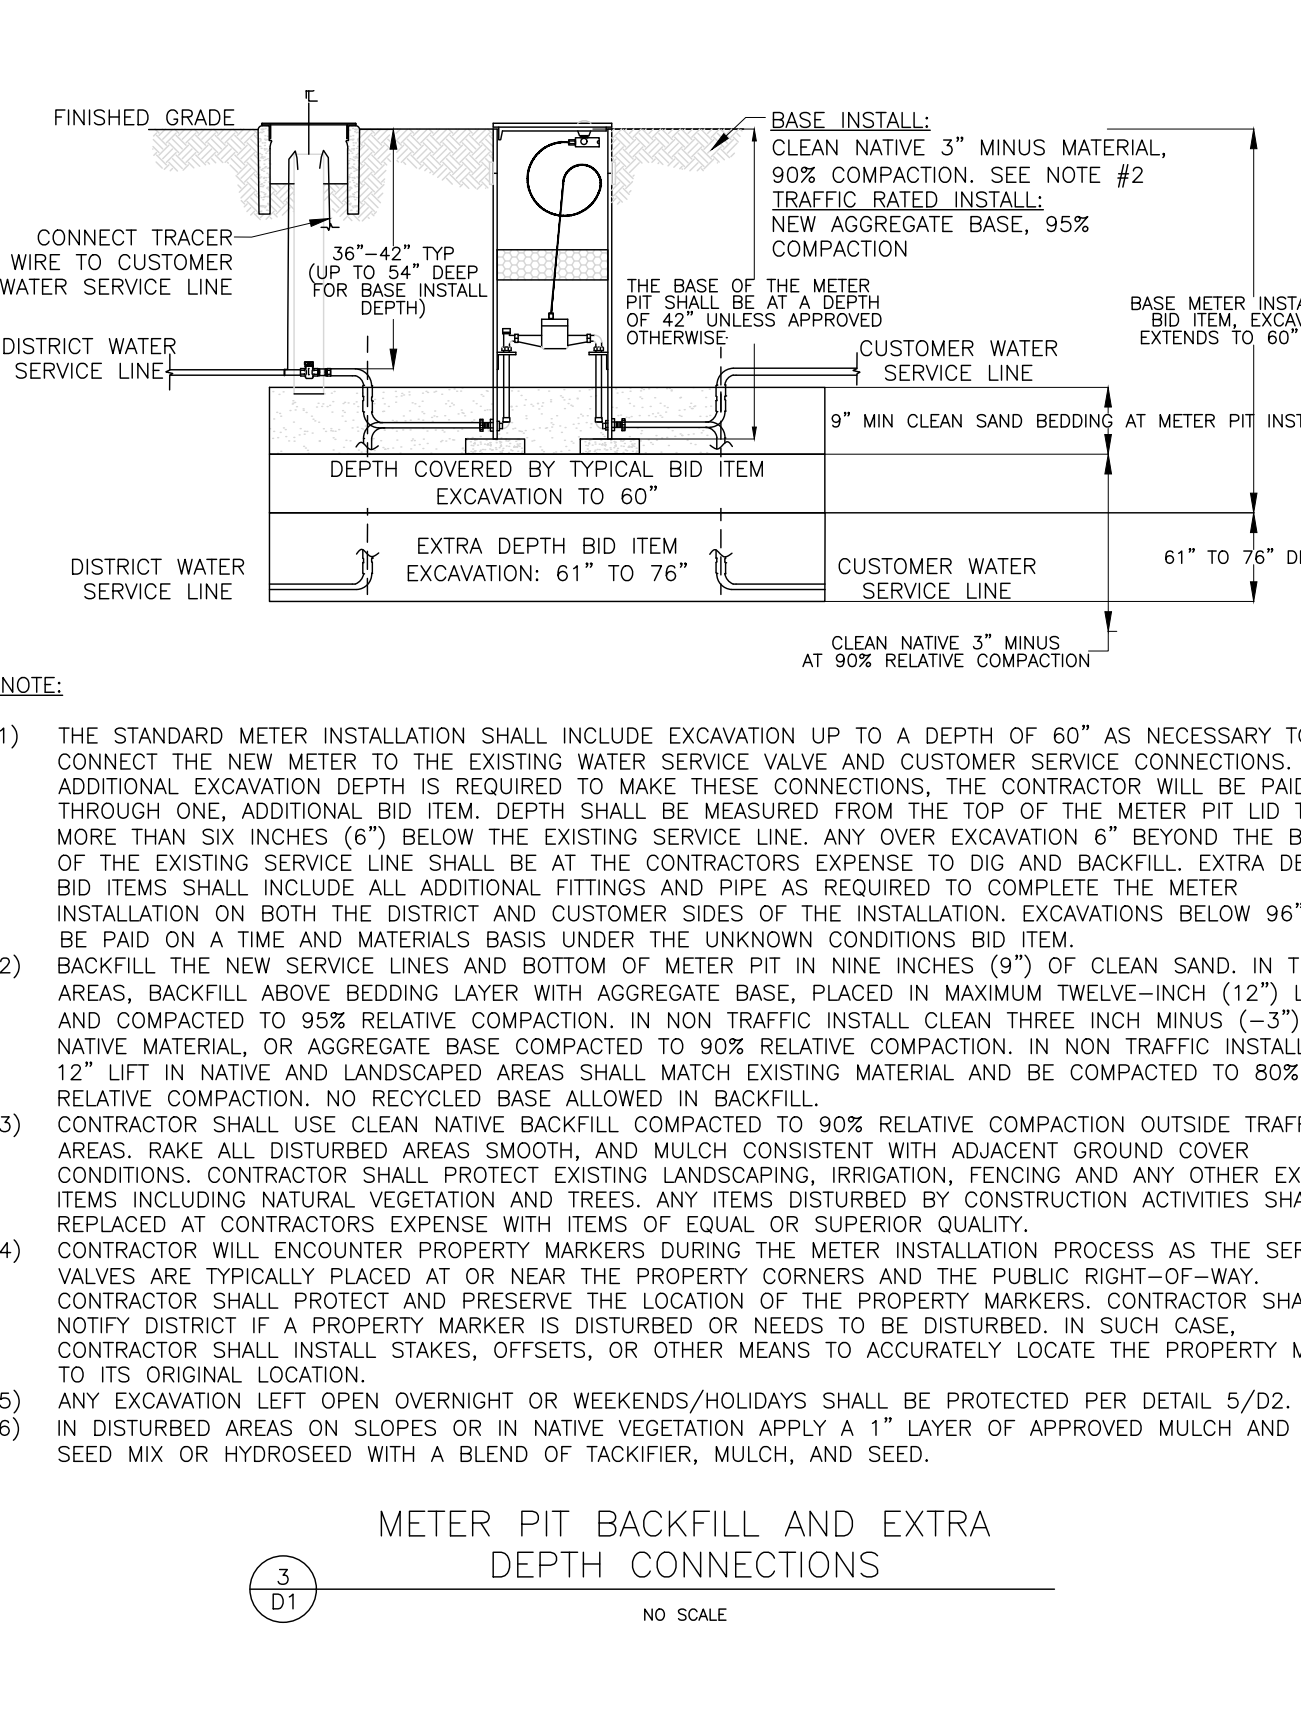 FINISHED GRADE
BASE INSTALL:
CLEAN NATIVE 3" MINUS MATERIAL,
90% COMPACTION. SEE NOTE #2
TRAFFIC RATED INSTALL:
NEW AGGREGATE BASE, 95%
COMPACTION
CONNECT TRACER
WIRE TO CUSTOMER
WATER SERVICE LINE
36"-42" TYP
(UP TO 54" DEEP
FOR BASE INSTALL
DEPTH)
THE BASE OF THE METER
PIT SHALL BE AT A DEPTH
OF 42" UNLESS APPROVED
OTHERWISE
BASE METER
BID ITEM,
EXTENDS TO 60"
DISTRICT WATER
SERVICE LINE
CUSTOMER WATER
SERVICE LINE
9" MIN CLEAN SAND BEDDING AT METER PIT
DEPTH COVERED BY TYPICAL BID ITEM
EXCAVATION TO 60"
EXTRA DEPTH BID ITEM
EXCAVATION: 61" TO 76"
DISTRICT WATER
SERVICE LINE
CUSTOMER WATER
SERVICE LINE
61" TO 76"
CLEAN NATIVE 3" MINUS
AT 90% RELATIVE COMPACTION
NOTE:
1) THE STANDARD METER INSTALLATION SHALL INCLUDE EXCAVATION UP TO A DEPTH OF 60" AS NECESSARY TO
CONNECT THE NEW METER TO THE EXISTING WATER SERVICE VALVE AND CUSTOMER SERVICE CONNECTIONS.
ADDITIONAL EXCAVATION DEPTH IS REQUIRED TO MAKE THESE CONNECTIONS, THE CONTRACTOR WILL BE PAID
THROUGH ONE, ADDITIONAL BID ITEM. DEPTH SHALL BE MEASURED FROM THE TOP OF THE METER PIT LID
MORE THAN SIX INCHES (6") BELOW THE EXISTING SERVICE LINE. ANY OVER EXCAVATION 6" BEYOND THE
OF THE EXISTING SERVICE LINE SHALL BE AT THE CONTRACTORS EXPENSE TO DIG AND BACKFILL. EXTRA
BID ITEMS SHALL INCLUDE ALL ADDITIONAL FITTINGS AND PIPE AS REQUIRED TO COMPLETE THE METER
INSTALLATION ON BOTH THE DISTRICT AND CUSTOMER SIDES OF THE INSTALLATION. EXCAVATIONS BELOW 96"
BE PAID ON A TIME AND MATERIALS BASIS UNDER THE UNKNOWN CONDITIONS BID ITEM.
2) BACKFILL THE NEW SERVICE LINES AND BOTTOM OF METER PIT IN NINE INCHES (9") OF CLEAN SAND. IN
AREAS, BACKFILL ABOVE BEDDING LAYER WITH AGGREGATE BASE, PLACED IN MAXIMUM TWELVE-INCH (12")
AND COMPACTED TO 95% RELATIVE COMPACTION. IN NON TRAFFIC INSTALL CLEAN THREE INCH MINUS (-3")
NATIVE MATERIAL, OR AGGREGATE BASE COMPACTED TO 90% RELATIVE COMPACTION. IN NON TRAFFIC
12" LIFT IN NATIVE AND LANDSCAPED AREAS SHALL MATCH EXISTING MATERIAL AND BE COMPACTED TO 80%
RELATIVE COMPACTION. NO RECYCLED BASE ALLOWED IN BACKFILL.
3) CONTRACTOR SHALL USE CLEAN NATIVE BACKFILL COMPACTED TO 90% RELATIVE COMPACTION OUTSIDE
AREAS. RAKE ALL DISTURBED AREAS SMOOTH, AND MULCH CONSISTENT WITH ADJACENT GROUND COVER
CONDITIONS. CONTRACTOR SHALL PROTECT EXISTING LANDSCAPING, IRRIGATION, FENCING AND ANY OTHER
ITEMS INCLUDING NATURAL VEGETATION AND TREES. ANY ITEMS DISTURBED BY CONSTRUCTION ACTIVITIES
REPLACED AT CONTRACTORS EXPENSE WITH ITEMS OF EQUAL OR SUPERIOR QUALITY.
4) CONTRACTOR WILL ENCOUNTER PROPERTY MARKERS DURING THE METER INSTALLATION PROCESS AS THE
VALVES ARE TYPICALLY PLACED AT OR NEAR THE PROPERTY CORNERS AND THE PUBLIC RIGHT-OF-WAY.
CONTRACTOR SHALL PROTECT AND PRESERVE THE LOCATION OF THE PROPERTY MARKERS. CONTRACTOR
NOTIFY DISTRICT IF A PROPERTY MARKER IS DISTURBED OR NEEDS TO BE DISTURBED. IN SUCH CASE,
CONTRACTOR SHALL INSTALL STAKES, OFFSETS, OR OTHER MEANS TO ACCURATELY LOCATE THE PROPERTY
TO ITS ORIGINAL LOCATION.
5) ANY EXCAVATION LEFT OPEN OVERNIGHT OR WEEKENDS/HOLIDAYS SHALL BE PROTECTED PER DETAIL 5/D2.
6) IN DISTURBED AREAS ON SLOPES OR IN NATIVE VEGETATION APPLY A 1" LAYER OF APPROVED MULCH AND
SEED MIX OR HYDROSEED WITH A BLEND OF TACKIFIER, MULCH, AND SEED.
METER PIT BACKFILL AND EXTRA
DEPTH CONNECTIONS
3
D1
NO SCALE